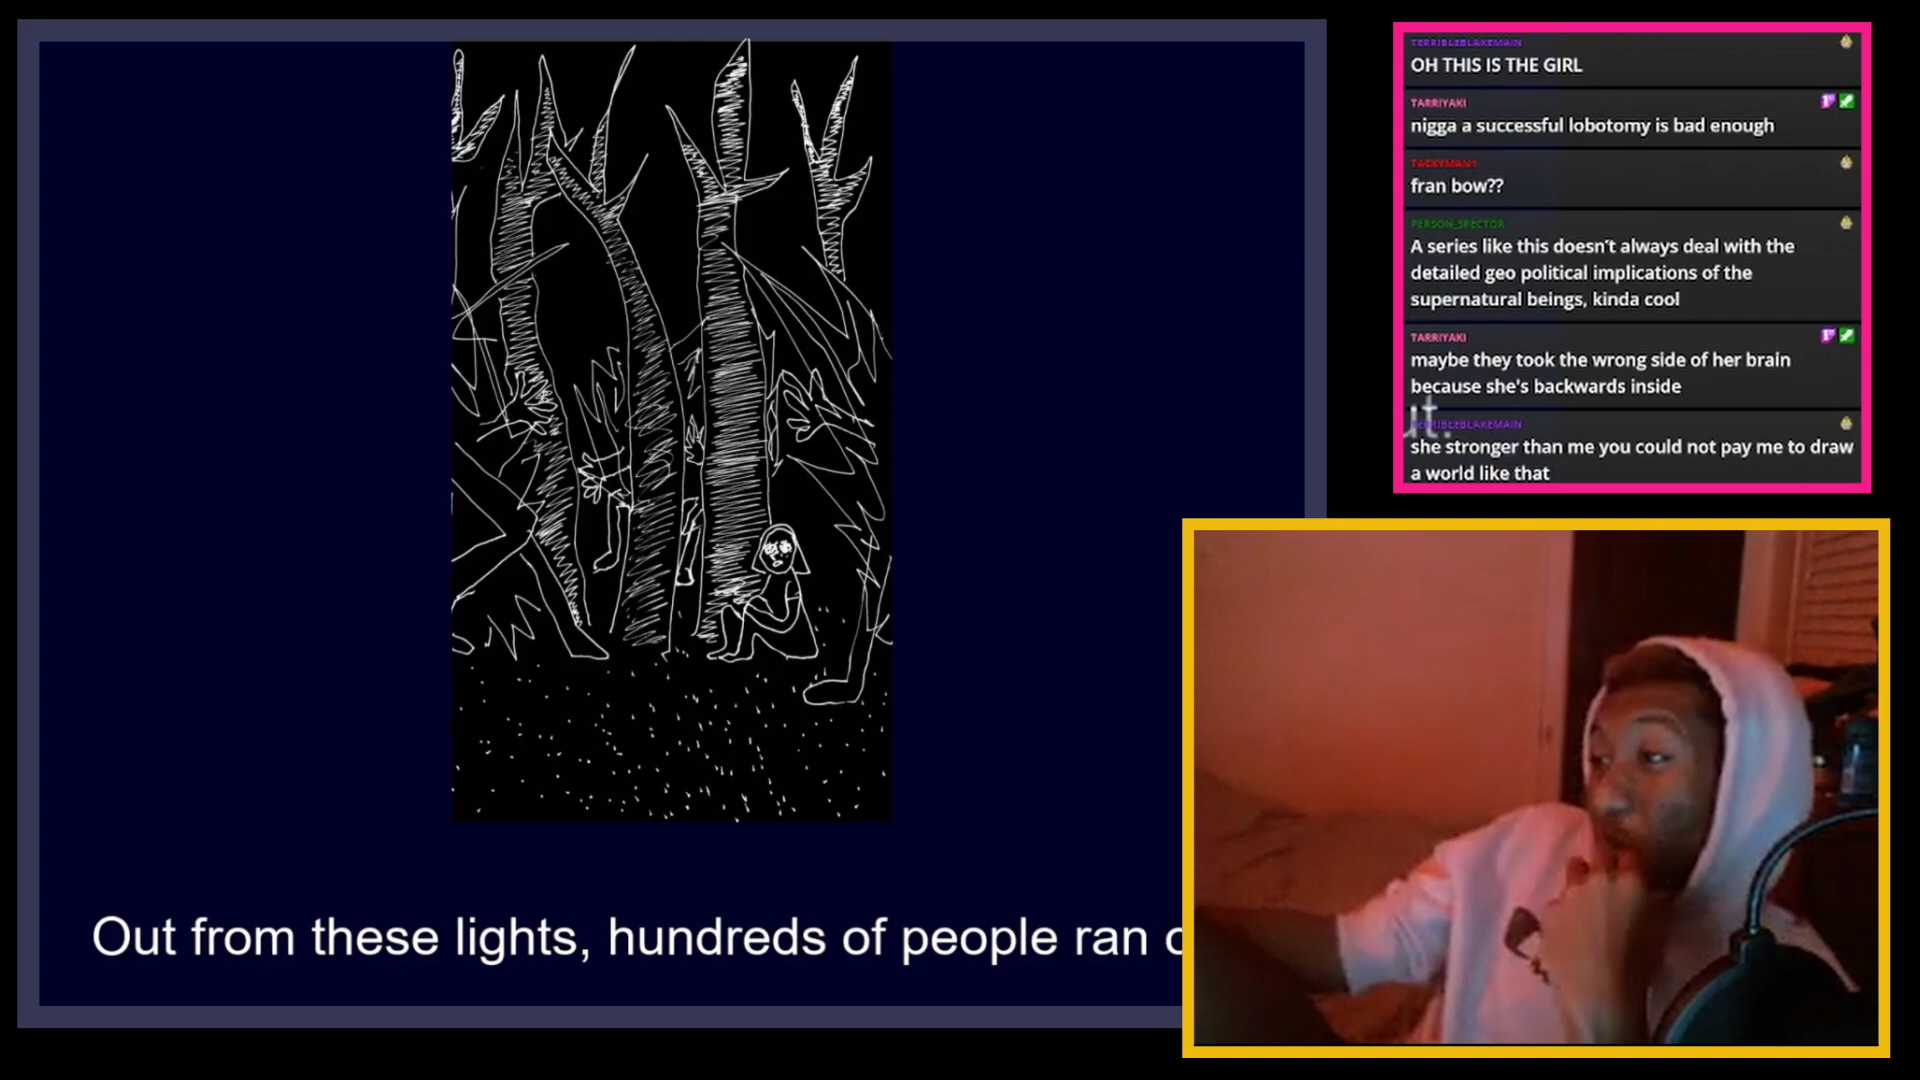 TERRIBLEBLAKEMAIN
OH THIS IS THE GIRL
TARRIYAKI
nigga a successful lobotomy is bad enough
fran bow??
PERSON_SPECTOR
A series like this doesn't always deal with the
detailed geo political implications of the
supernatural beings, kinda cool
TARRIYAKI
maybe they took the wrong side of her brain
because she's backwards inside
ut.
she stronger than me you could not pay me to draw
a world like that
Out from these lights, hundreds of people ran